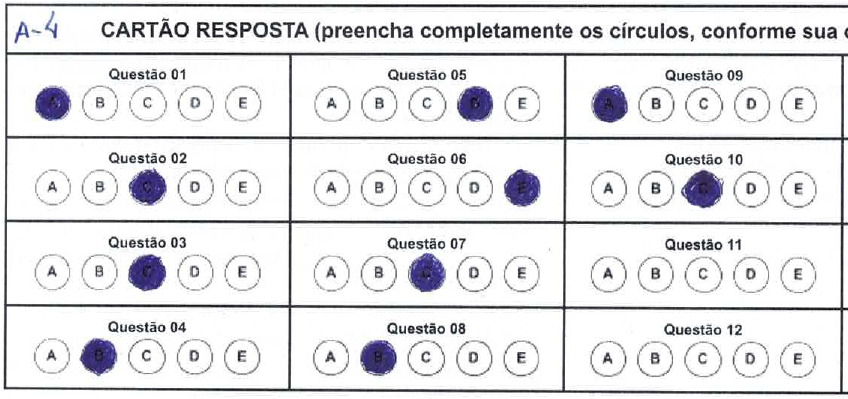 A-4 CARTÃO RESPOSTA (preencha completamente os círculos, conforme sua
Questão 01 Questão 05 Questão 09
A B C D E A B C D E A B C D E
Questão 02 Questão 06 Questão 10
A B C D E A B C D E A B C D E
Questão 03 Questão 07 Questão 11
A B C D E A B C D E A B C D E
Questão 04 Questão 08 Questão 12
A B C D E A B C D E A B C D E